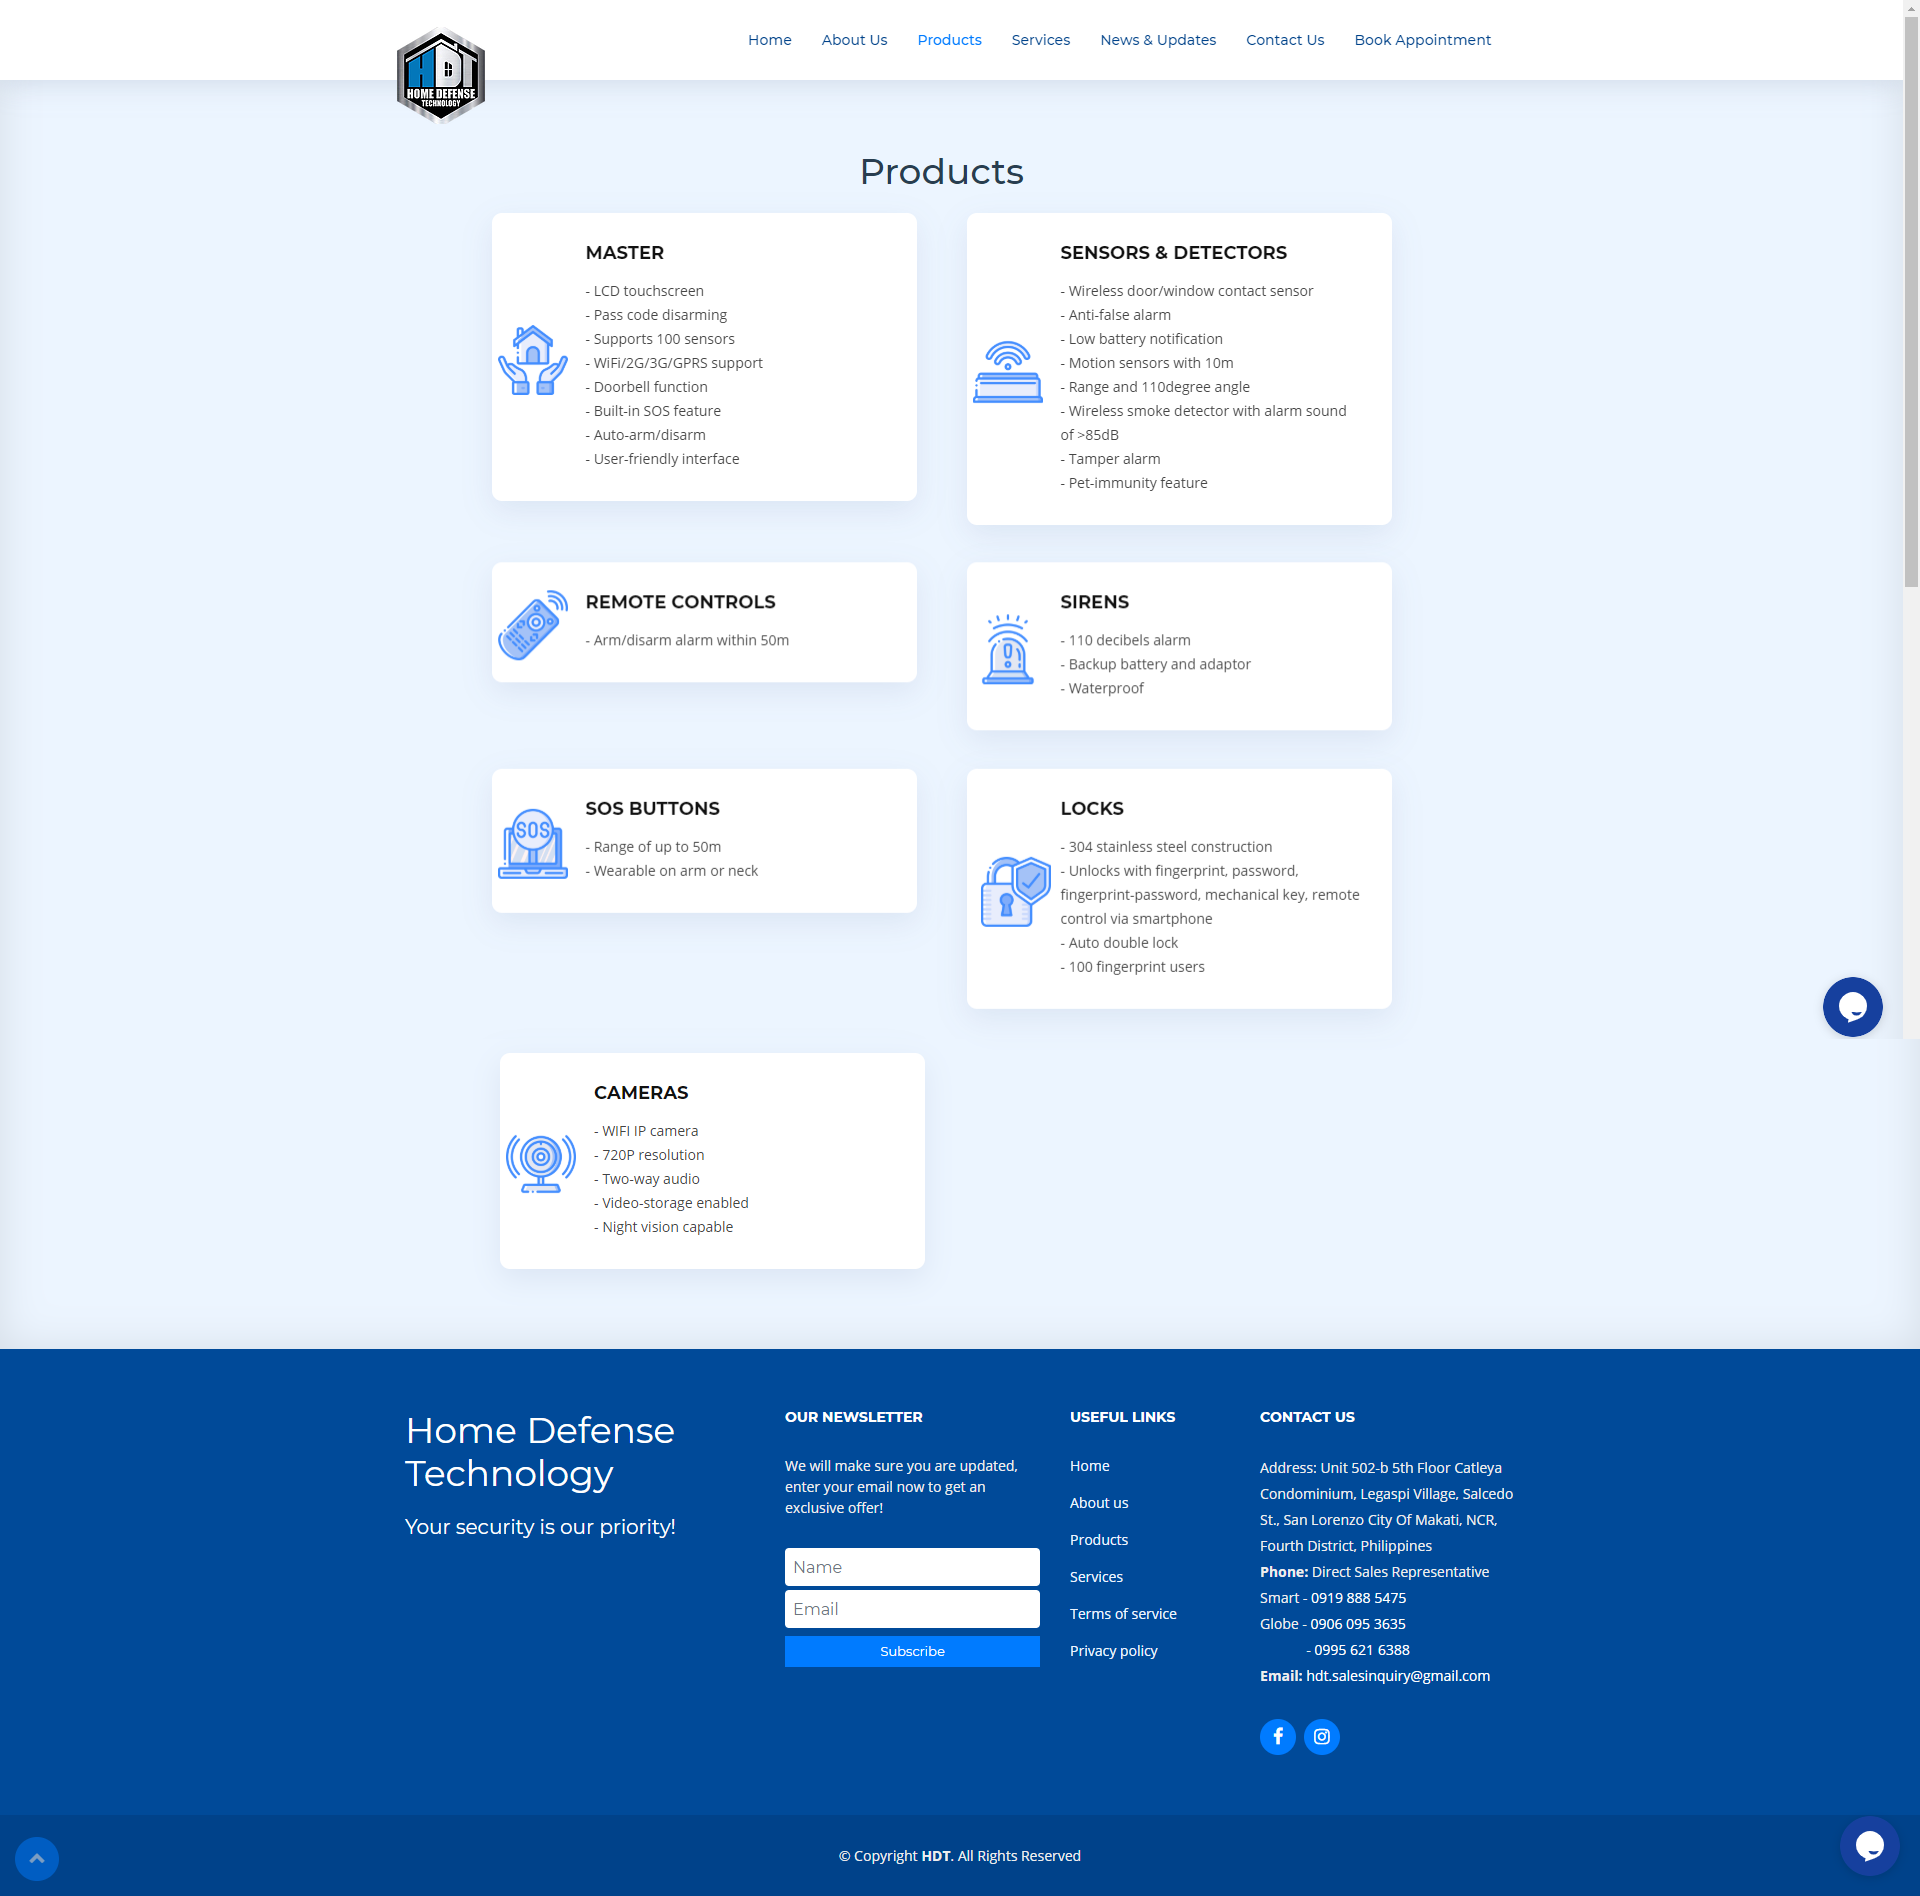 HDT
HOME DEFENSE
TECHNOLOGY
Home
About Us
Products
Services
News & Updates
Contact Us
Book Appointment
Products
MASTER
- LCD touchscreen
- Pass code disarming
- Supports 100 sensors
- WiFi/2G/3G/GPRS support
- Doorbell function
- Built-in SOS feature
- Auto-arm/disarm
- User-friendly interface
SENSORS & DETECTORS
- Wireless door/window contact sensor
- Anti-false alarm
- Low battery notification
- Motion sensors with 10m
- Range and 110degree angle
- Wireless smoke detector with alarm sound
of >85dB
- Tamper alarm
- Pet-immunity feature
REMOTE CONTROLS
- Arm/disarm alarm within 50m
SIRENS
- 110 decibels alarm
- Backup battery and adaptor
- Waterproof
SOS
SOS BUTTONS
- Range of up to 50m
- Wearable on arm or neck
LOCKS
- 304 stainless steel construction
- Unlocks with fingerprint, password,
fingerprint-password, mechanical key, remote
control via smartphone
- Auto double lock
- 100 fingerprint users
CAMERAS
- WIFI IP camera
- 720P resolution
- Two-way audio
- Video-storage enabled
- Night vision capable
Home Defense
Technology
Your security is our priority!
OUR NEWSLETTER
We will make sure you are updated,
enter your email now to get an
exclusive offer!
Name
Email
Subscribe
USEFUL LINKS
Home
About us
Products
Services
Terms of service
Privacy policy
CONTACT US
Address: Unit 502-b 5th Floor Catleya
Condominium, Legaspi Village, Salcedo
St., San Lorenzo City Of Makati, NCR,
Fourth District, Philippines
Phone: Direct Sales Representative
Smart - 0919 888 5475
Globe - 0906 095 3635
- 0995 621 6388
Email: hdt.salesinquiry@gmail.com
© Copyright HDT. All Rights Reserved